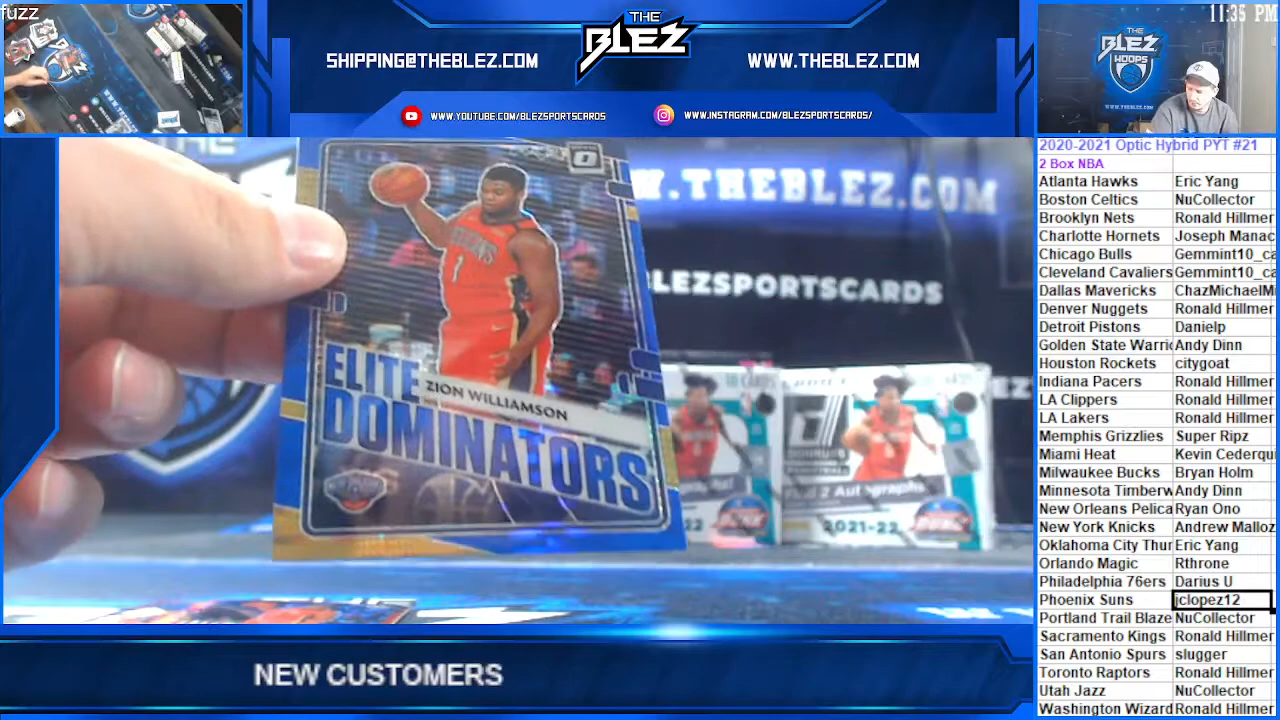 fuzz
SHIPPING@THEBLEZ.COM
THE
BLEZ
WWW.THEBLEZ.COM
WWW.YOUTUBE.COM/BLEZSPORTSCARDS
WWW.INSTAGRAM.COM/BLEZSPORTSCARDS/
11:35 PM
THE
BLEZ
HOOPS
W.THEBLEZ.COM
BLEZSPORTSCARDS
1
ELITE
ZION WILLIAMSON
DOMINATORS
2021-22
NEW CUSTOMERS
2020-2021 Optic Hybrid PYT #21
2 Box NBA
Atlanta Hawks Eric Yang
Boston Celtics NuCollector
Brooklyn Nets Ronald Hillmer
Charlotte Hornets Joseph Manac
Chicago Bulls Gemmint10_ca
Cleveland Cavaliers Gemmint10_ca
Dallas Mavericks ChazMichaelMi
Denver Nuggets Ronald Hillmer
Detroit Pistons Danielp
Golden State Warric Andy Dinn
Houston Rockets citygoat
Indiana Pacers Ronald Hillmer
LA Clippers Ronald Hillmer
LA Lakers Ronald Hillmer
Memphis Grizzlies Super Ripz
Miami Heat Kevin Cederqu
Milwaukee Bucks Bryan Holm
Minnesota Timberw Andy Dinn
New Orleans Pelica Ryan Ono
New York Knicks Andrew Malloz
Oklahoma City Thur Eric Yang
Orlando Magic Rthrone
Philadelphia 76ers Darius U
Phoenix Suns jclopez12
Portland Trail Blaze NuCollector
Sacramento Kings Ronald Hillmer
San Antonio Spurs slugger
Toronto Raptors Ronald Hillmer
Utah Jazz NuCollector
Washington Wizard Ronald Hillmer